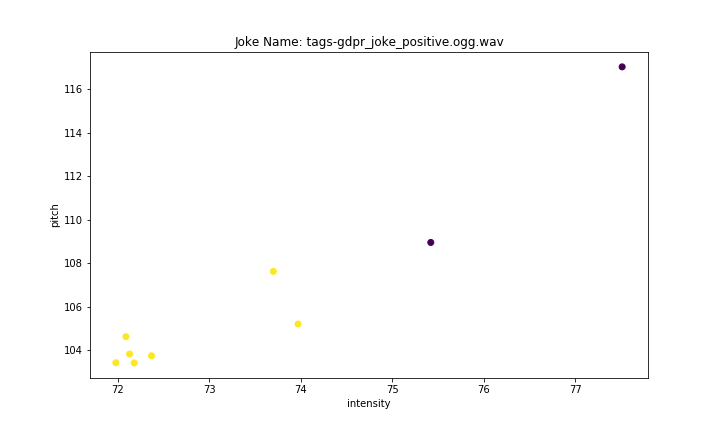 Joke Name: tags-gdpr_joke_positive.ogg.wav
116
114
112
110
108
106
104
pitch
72 73 74 75 76 77
intensity